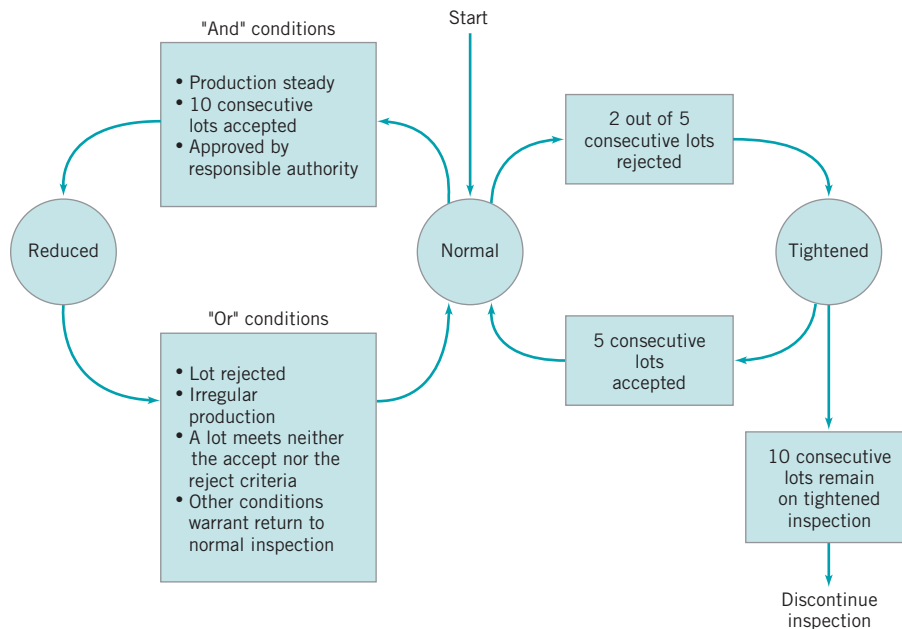 Start
"And" conditions
• Production steady
• 10 consecutive
lots accepted
• Approved by
responsible authority
2 out of 5
consecutive lots
rejected
Reduced
Normal
Tightened
"Or" conditions
• Lot rejected
• Irregular
production
• A lot meets neither
the accept nor the
reject criteria
• Other conditions
warrant return to
normal inspection
5 consecutive
lots
accepted
10 consecutive
lots remain
on tightened
inspection
Discontinue
inspection